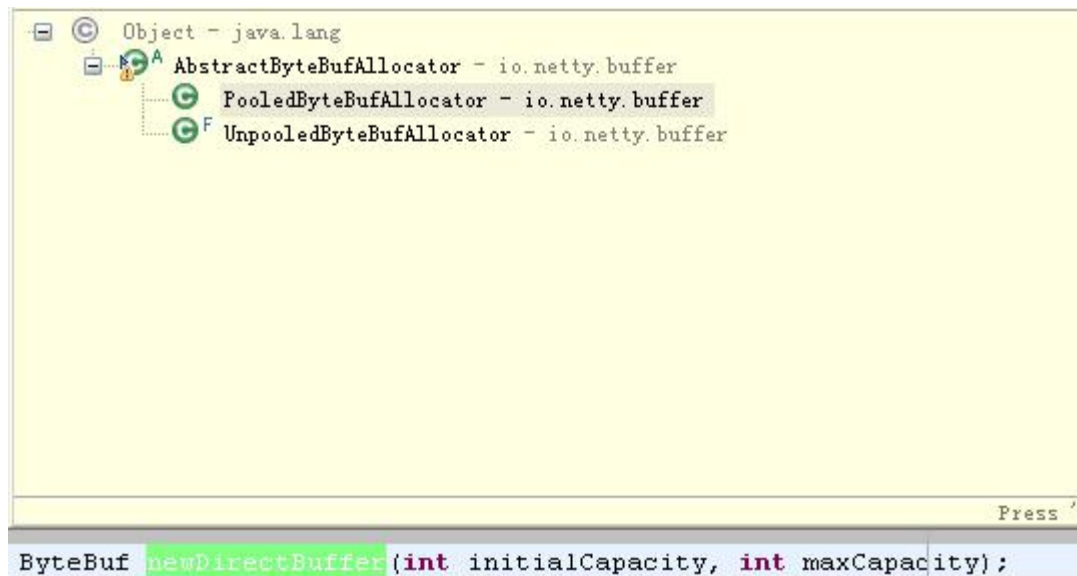 Object - java.lang
A AbstractByteBufAllocator - io.netty.buffer
PooledByteBufAllocator - io.netty.buffer
F UnpooledByteBufAllocator - io.netty.buffer
Press '
ByteBuf newDirectBuffer(int initialCapacity, int maxCapacity);